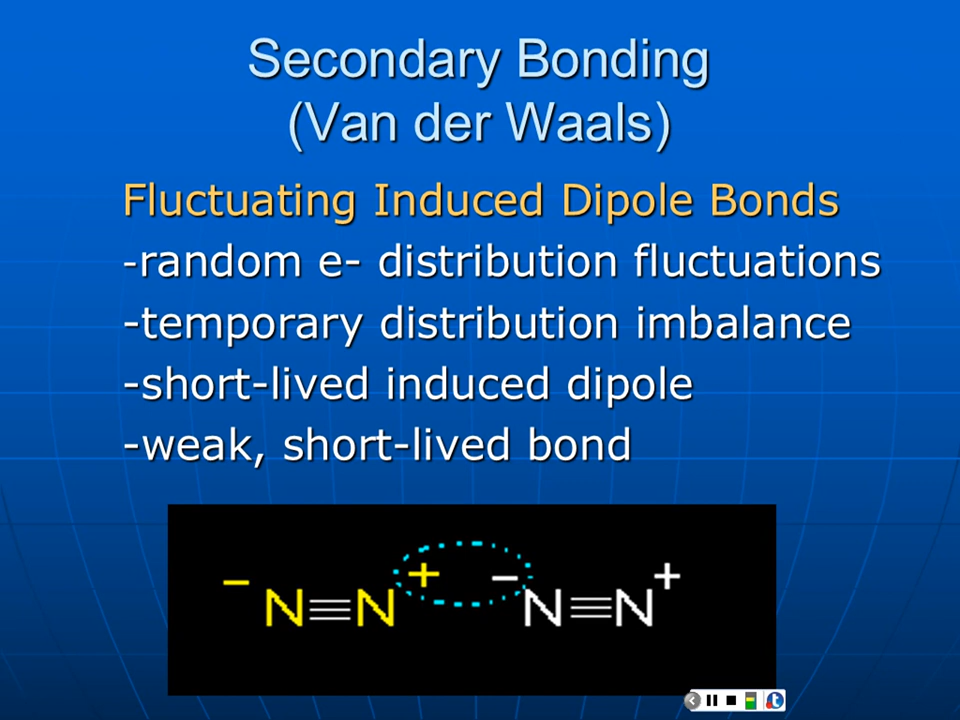 Secondary Bonding
(Van der Waals)
Fluctuating Induced Dipole Bonds
-random e- distribution fluctuations
-temporary distribution imbalance
-short-lived induced dipole
-weak, short-lived bond
− N≡N + − N≡N +
t